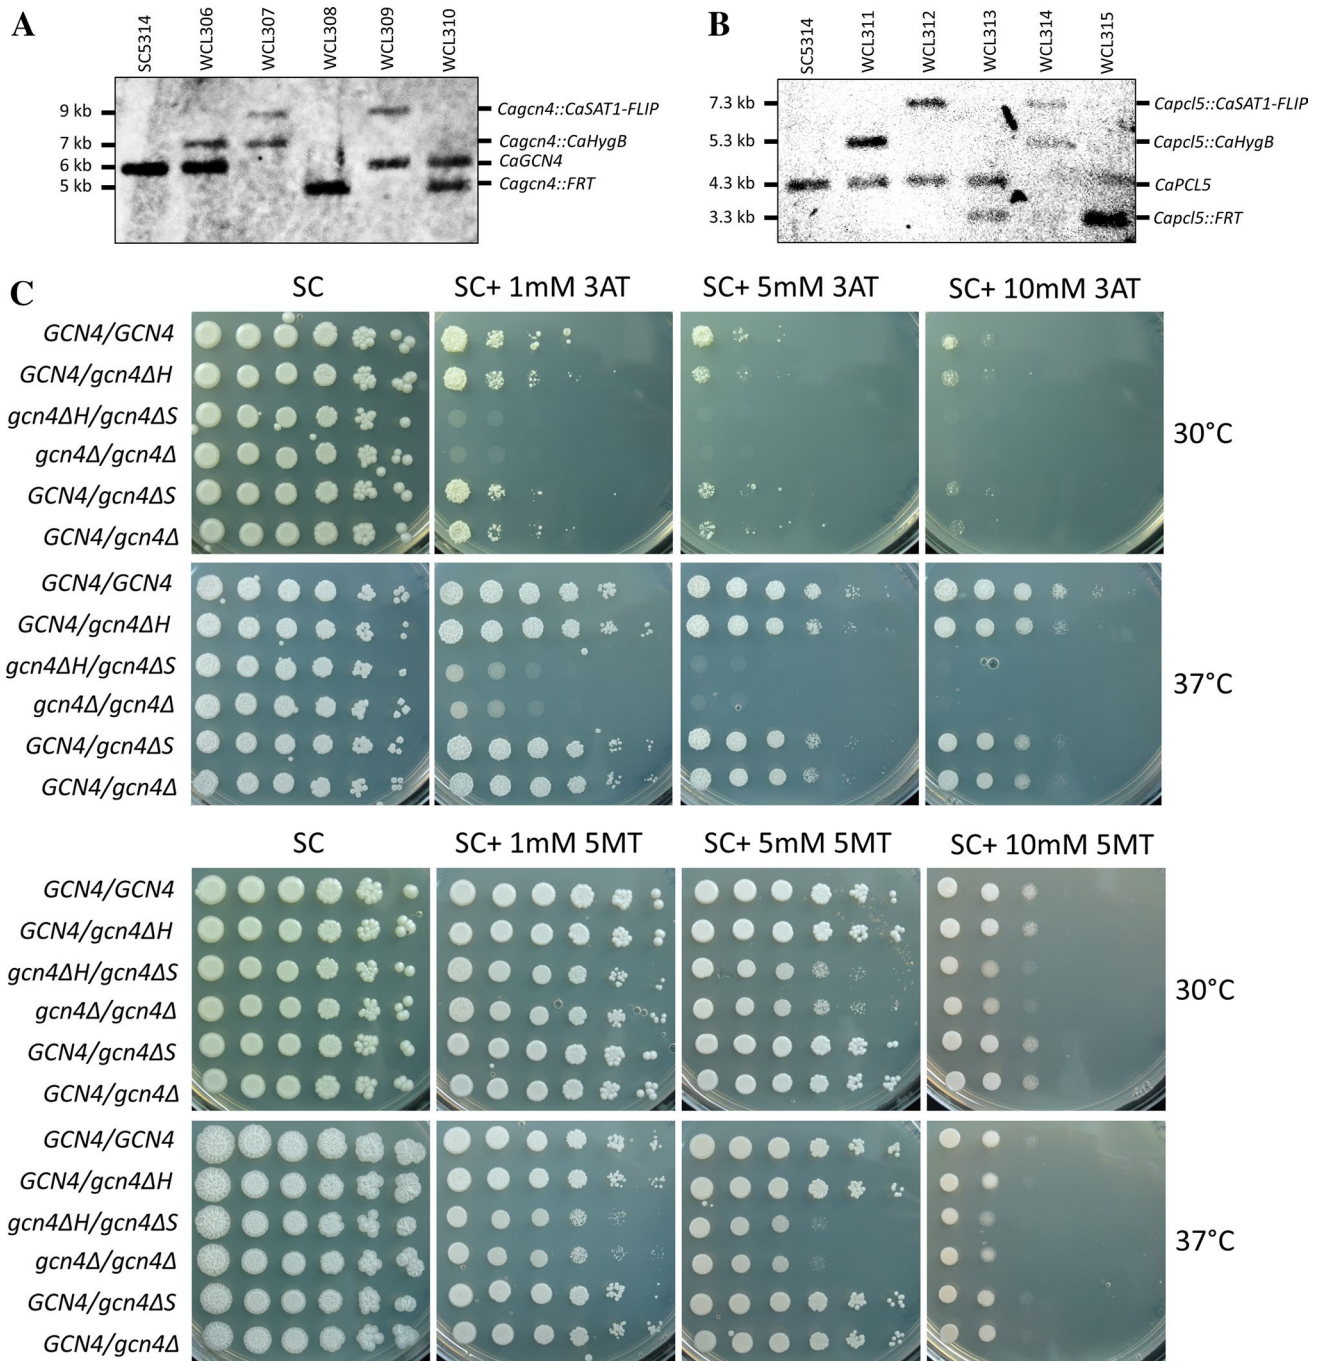 A
SC5314
WCL306
WCL307
WCL308
WCL309
WCL310
9 kb
7 kb
6 kb
5 kb
Cagcn4::CaSAT1-FLIP
Cagcn4::CaHygB
CaGCN4
Cagcn4::FRT
B
SC5314
WCL311
WCL312
WCL313
WCL314
WCL315
7.3 kb
5.3 kb
4.3 kb
3.3 kb
Capcl5::CaSAT1-FLIP
Capcl5::CaHygB
CaPCL5
Capcl5::FRT
C
SC
SC+ 1mM 3AT
SC+ 5mM 3AT
SC+ 10mM 3AT
GCN4/GCN4
GCN4/gcn4ΔH
gcn4ΔH/gcn4ΔS
gcn4Δ/gcn4Δ
GCN4/gcn4ΔS
GCN4/gcn4Δ
30°C
GCN4/GCN4
GCN4/gcn4ΔH
gcn4ΔH/gcn4ΔS
gcn4Δ/gcn4Δ
GCN4/gcn4ΔS
GCN4/gcn4Δ
37°C
SC
SC+ 1mM 5MT
SC+ 5mM 5MT
SC+ 10mM 5MT
GCN4/GCN4
GCN4/gcn4ΔH
gcn4ΔH/gcn4ΔS
gcn4Δ/gcn4Δ
GCN4/gcn4ΔS
GCN4/gcn4Δ
30°C
GCN4/GCN4
GCN4/gcn4ΔH
gcn4ΔH/gcn4ΔS
gcn4Δ/gcn4Δ
GCN4/gcn4ΔS
GCN4/gcn4Δ
37°C